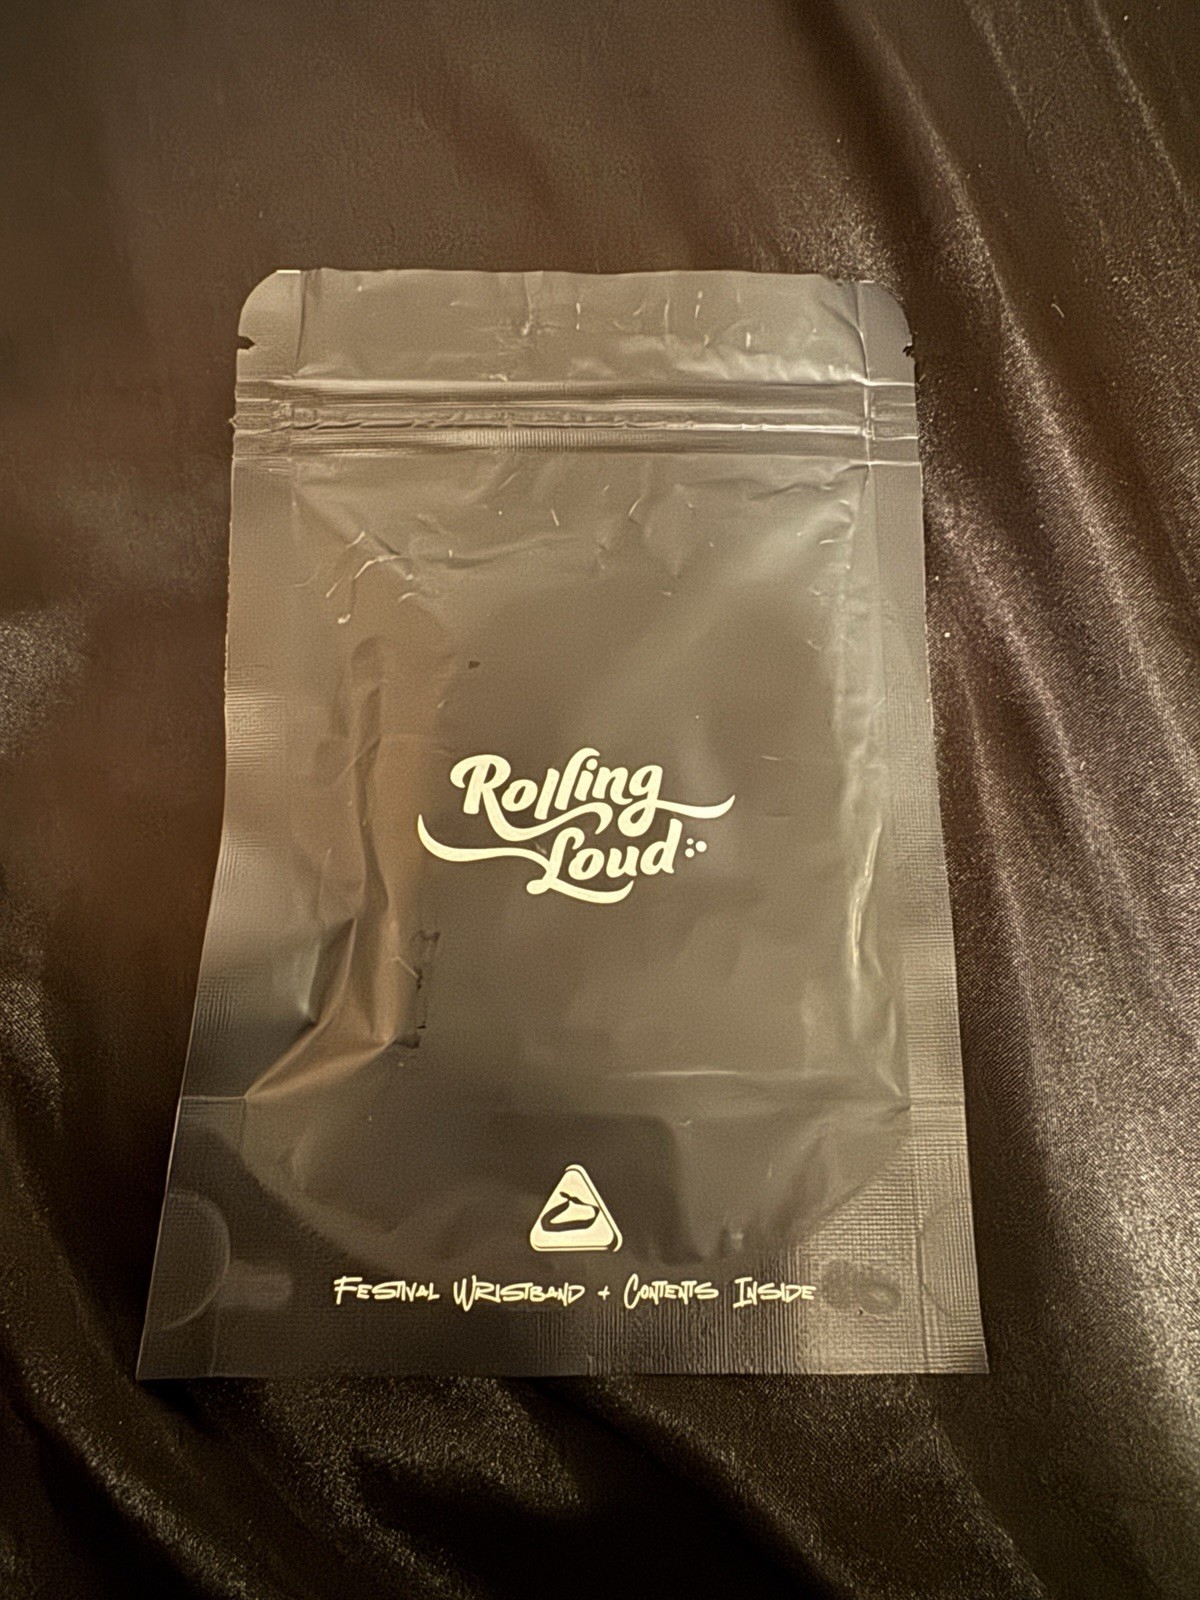 Rolling
Loud
FESTIVAL WRISTBAND + CONTENTS INSIDE